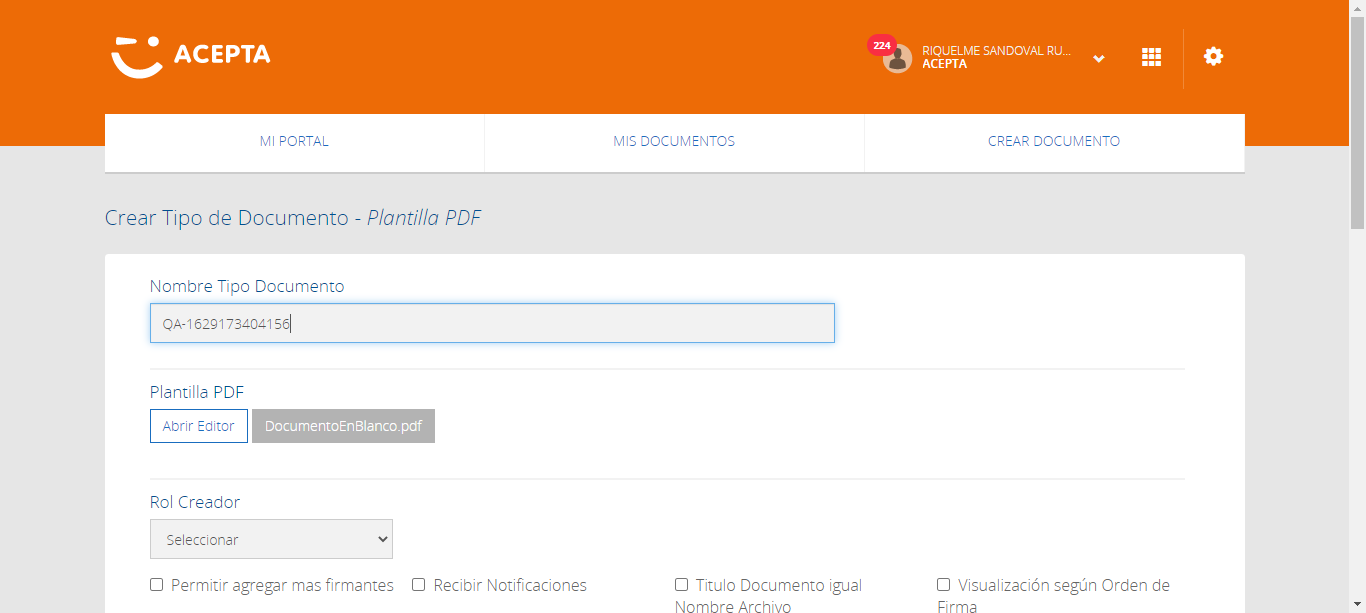 ACEPTA
224
RIQUELME SANDOVAL RU...
ACEPTA
MI PORTAL
MIS DOCUMENTOS
CREAR DOCUMENTO
Crear Tipo de Documento - Plantilla PDF
Nombre Tipo Documento
QA-1629173404156
Plantilla PDF
Abrir Editor
DocumentoEnBlanco.pdf
Rol Creador
Seleccionar
Permitir agregar mas firmantes
Recibir Notificaciones
Titulo Documento igual
Nombre Archivo
Visualización según Orden de
Firma